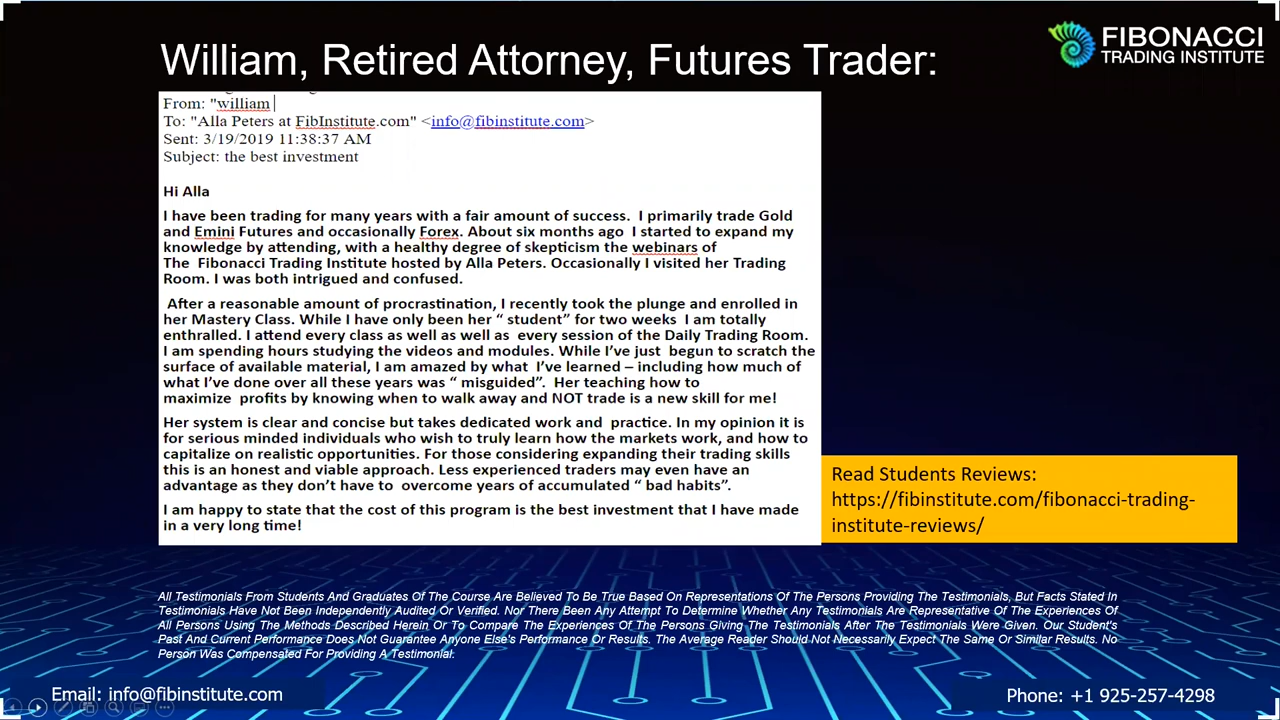 FIBONACCI
TRADING INSTITUTE
William, Retired Attorney, Futures Trader:
From: "william
To: "Alla Peters at FibInstitute.com" <info@fibinstitute.com>
Sent: 3/19/2019 11:38:37 AM
Subject: the best investment
Hi Alla
I have been trading for many years with a fair amount of success.  I primarily trade Gold
and Emini Futures and occasionally Forex. About six months ago  I started to expand my
knowledge by attending, with a healthy degree of skepticism the webinars of
The  Fibonacci Trading Institute hosted by Alla Peters. Occasionally I visited her Trading
Room. I was both intrigued and confused.
After a reasonable amount of procrastination, I recently took the plunge and enrolled in
her Mastery Class. While I have only been her “ student” for two weeks  I am totally
enthralled. I attend every class as well as well as  every session of the Daily Trading Room.
I am spending hours studying the videos and modules. While I’ve just  begun to scratch the
surface of available material, I am amazed by what  I’ve learned – including how much of
what I’ve done over all these years was “ misguided”.  Her teaching how to
maximize  profits by knowing when to walk away and NOT trade is a new skill for me!
Her system is clear and concise but takes dedicated work and  practice. In my opinion it is
for serious minded individuals who wish to truly learn how the markets work, and how to
capitalize on realistic opportunities. For those considering expanding their trading skills
this is an honest and viable approach. Less experienced traders may even have an
advantage as they don’t have to  overcome years of accumulated “ bad habits”.
I am happy to state that the cost of this program is the best investment that I have made
in a very long time!
Read Students Reviews:
https://fibinstitute.com/fibonacci-trading-
institute-reviews/
All Testimonials From Students And Graduates Of The Course Are Believed To Be True Based On Representations Of The Persons Providing The Testimonials, But Facts Stated In
Testimonials Have Not Been Independently Audited Or Verified. Nor There Been Any Attempt To Determine Whether Any Testimonials Are Representative Of The Experiences Of
All Persons Using The Methods Described Herein Or To Compare The Experiences Of The Persons Giving The Testimonials After The Testimonials Were Given. Our Student's
Past And Current Performance Does Not Guarantee Anyone Else's Performance Or Results. The Average Reader Should Not Necessarily Expect The Same Or Similar Results. No
Person Was Compensated For Providing A Testimonial.
Email: info@fibinstitute.com
Phone: +1 925-257-4298